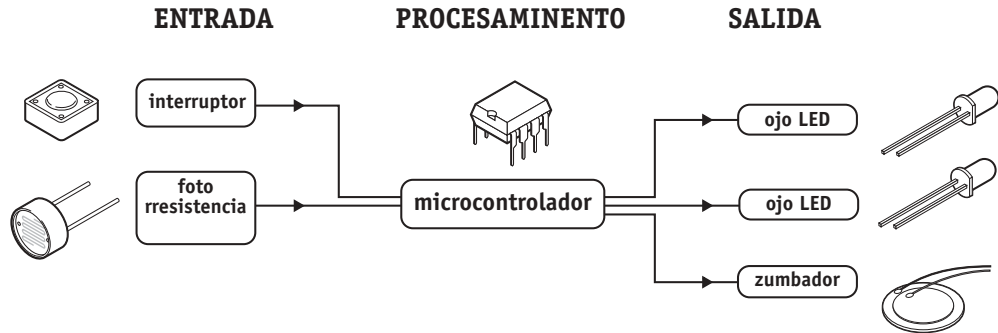 ENTRADA
PROCESAMINENTO
SALIDA
interruptor
foto
rresistencia
microcontrolador
ojo LED
ojo LED
zumbador